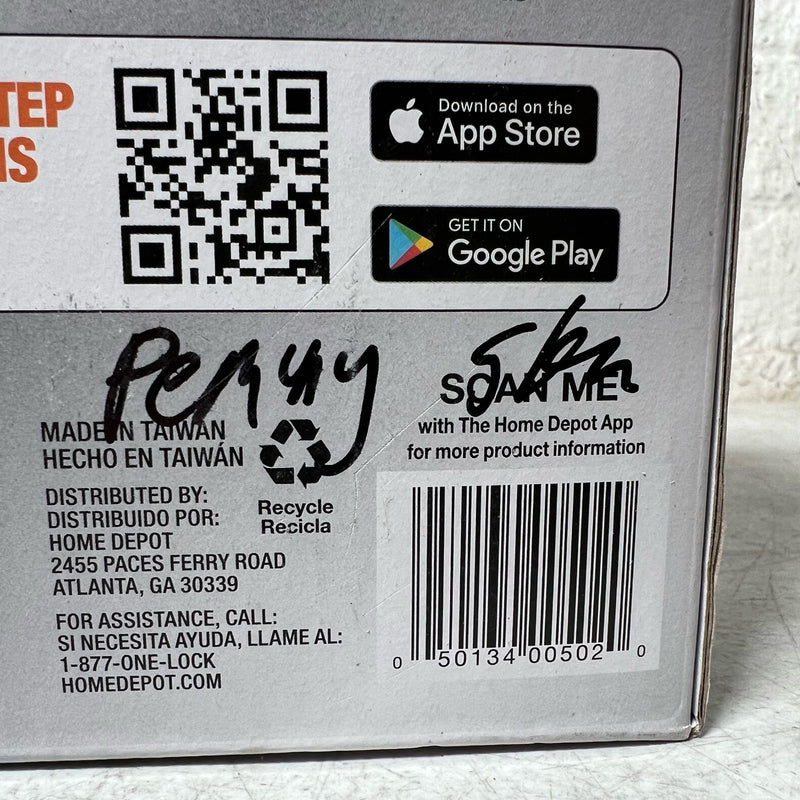 TEP
NS
Download on the
App Store
GET IT ON
Google Play
Penny
SCAN ME
with The Home Depot App
for more product information
MADE IN TAIWAN
HECHO EN TAIWÁN
Recycle
Recicla
DISTRIBUTED BY:
DISTRIBUIDO POR:
HOME DEPOT
2455 PACES FERRY ROAD
ATLANTA, GA 30339
FOR ASSISTANCE, CALL:
SI NECESITA AYUDA, LLAME AL:
1-877-ONE-LOCK
HOMEDEPOT.COM
0 50134 00502 0